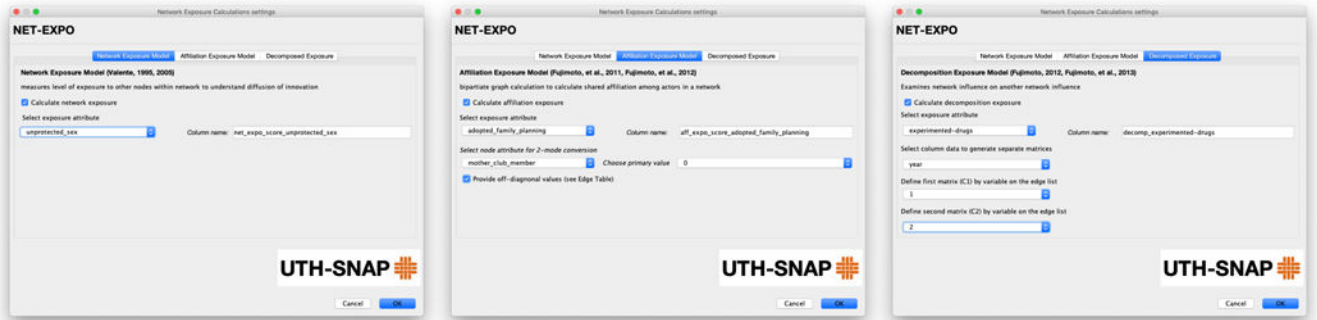 Network Exposure Calculations settings
NET-EXPO
Network Exposure Model Affiliation Exposure Model Decomposed Exposure
Network Exposure Model (Valente, 1995, 2005)
measures level of exposure to other nodes within network to understand diffusion of innovation
Calculate network exposure
Select exposure attribute
unprotected_sex Column name: net_expo_score_unprotected_sex
UTH-SNAP
Cancel OK
Network Exposure Calculations settings
NET-EXPO
Network Exposure Model Affiliation Exposure Model Decomposed Exposure
Affiliation Exposure Model (Fujimoto, et al., 2011, Fujimoto, et al., 2012)
bipartiate graph calculation to calculate shared affiliation among actors in a network
Calculate affiliation exposure
Select exposure attribute
adopted_family_planning Column name: aff_expo_score_adopted_family_planning
Select node attribute for 2-mode conversion
mother_club_member Choose primary value 0
Provide off-diagnonal values (see Edge Table)
UTH-SNAP
Cancel OK
Network Exposure Calculations settings
NET-EXPO
Network Exposure Model Affiliation Exposure Model Decomposed Exposure
Decomposition Exposure Model (Fujimoto, 2012, Fujimoto, et al., 2013)
Examines network influence on another network influence
Calculate decomposition exposure
Select exposure attribute
experimented-drugs Column name: decomp_experimented-drugs
Select column data to generate separate matrices
year
Define first matrix (C1) by variable on the edge list
1
Define second matrix (C2) by variable on the edge list
2
UTH-SNAP
Cancel OK